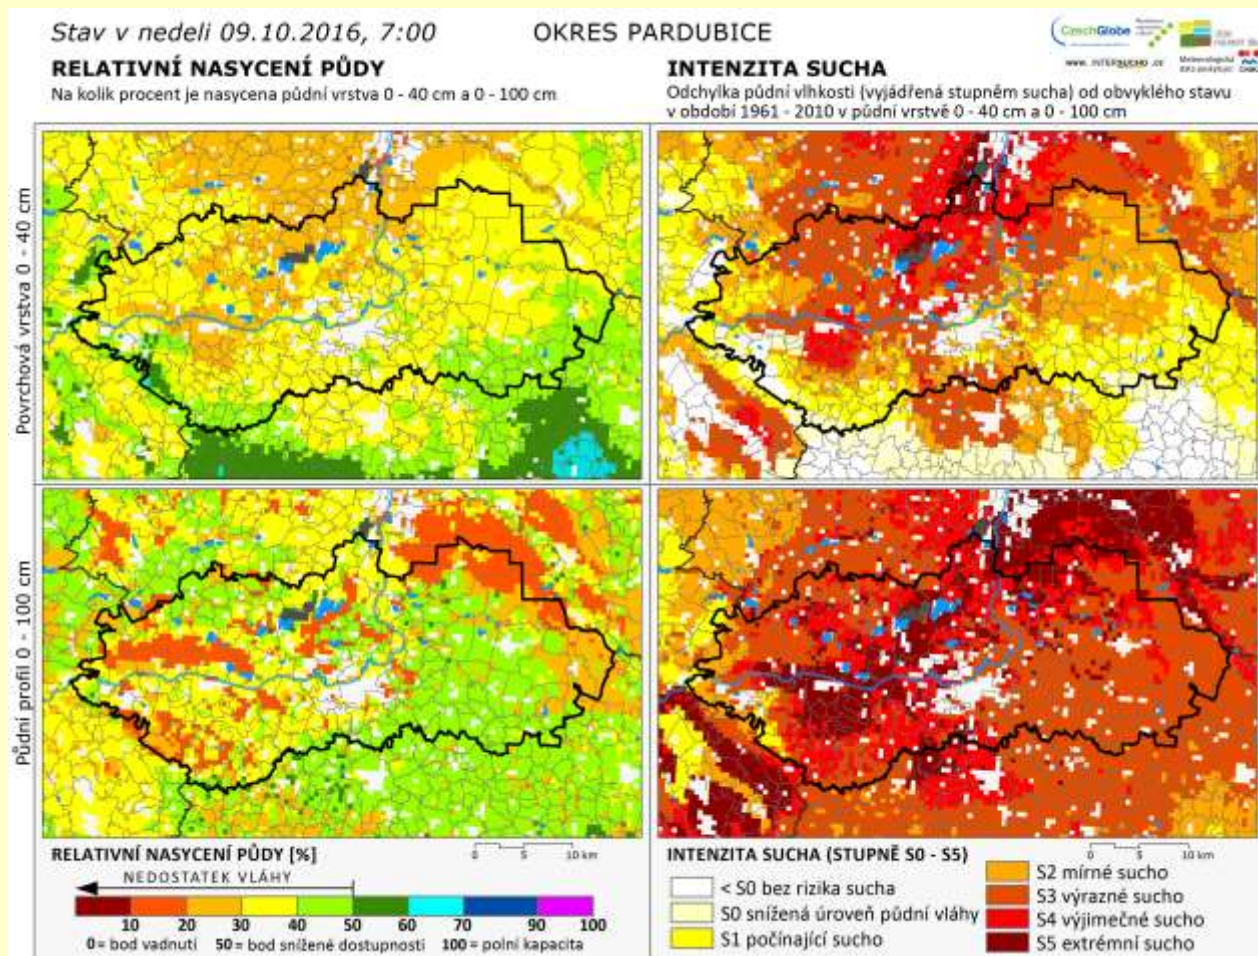 Stav v nedeli 09.10.2016, 7:00
OKRES PARDUBICE
CzechGlobe
www. INTERSUCHO .cz
RELATIVNÍ NASYCENÍ PŮDY
Na kolik procent je nasycena půdní vrstva 0 - 40 cm a 0 - 100 cm
INTENZITA SUCHA
Odchylka půdní vlhkosti (vyjádřená stupněm sucha) od obvyklého stavu
v období 1961 - 2010 v půdní vrstvě 0 - 40 cm a 0 - 100 cm
Povrchová vrstva 0 - 40 cm
Půdní profil 0 - 100 cm
RELATIVNÍ NASYCENÍ PŮDY [%]
0 5 10 km
NEDOSTATEK VLÁHY
10 20 30 40 50 60 70 90 100
0= bod vadnutí 50= bod snížené dostupnosti 100 = polní kapacita
INTENZITA SUCHA (STUPNĚ S0 - S5)
0 5 10 km
< S0 bez rizika sucha
S0 snížená úroveň půdní vláhy
S1 počínající sucho
S2 mírné sucho
S3 výrazné sucho
S4 výjimečné sucho
S5 extrémní sucho